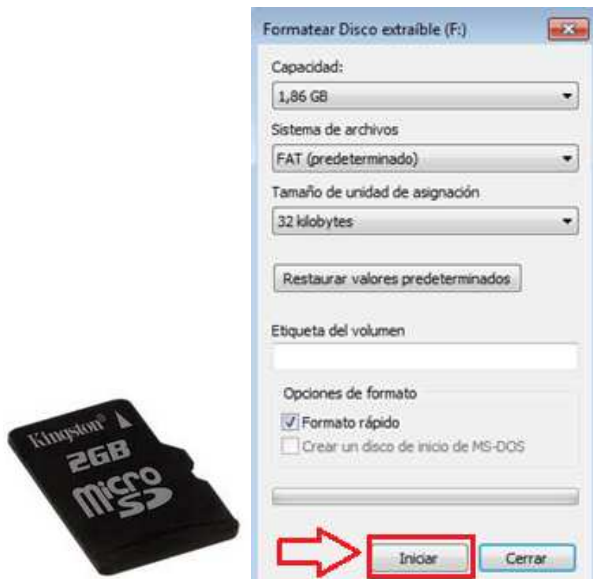 Formatear Disco extraíble (F:)
Capacidad:
1,86 GB
Sistema de archivos
FAT (predeterminado)
Tamaño de unidad de asignación
32 kilobytes
Restaurar valores predeterminados
Etiqueta del volumen
Opciones de formato
Formato rápido
Crear un disco de inicio de MS-DOS
Iniciar
Cerrar
Kingston
2GB
Micro
SD